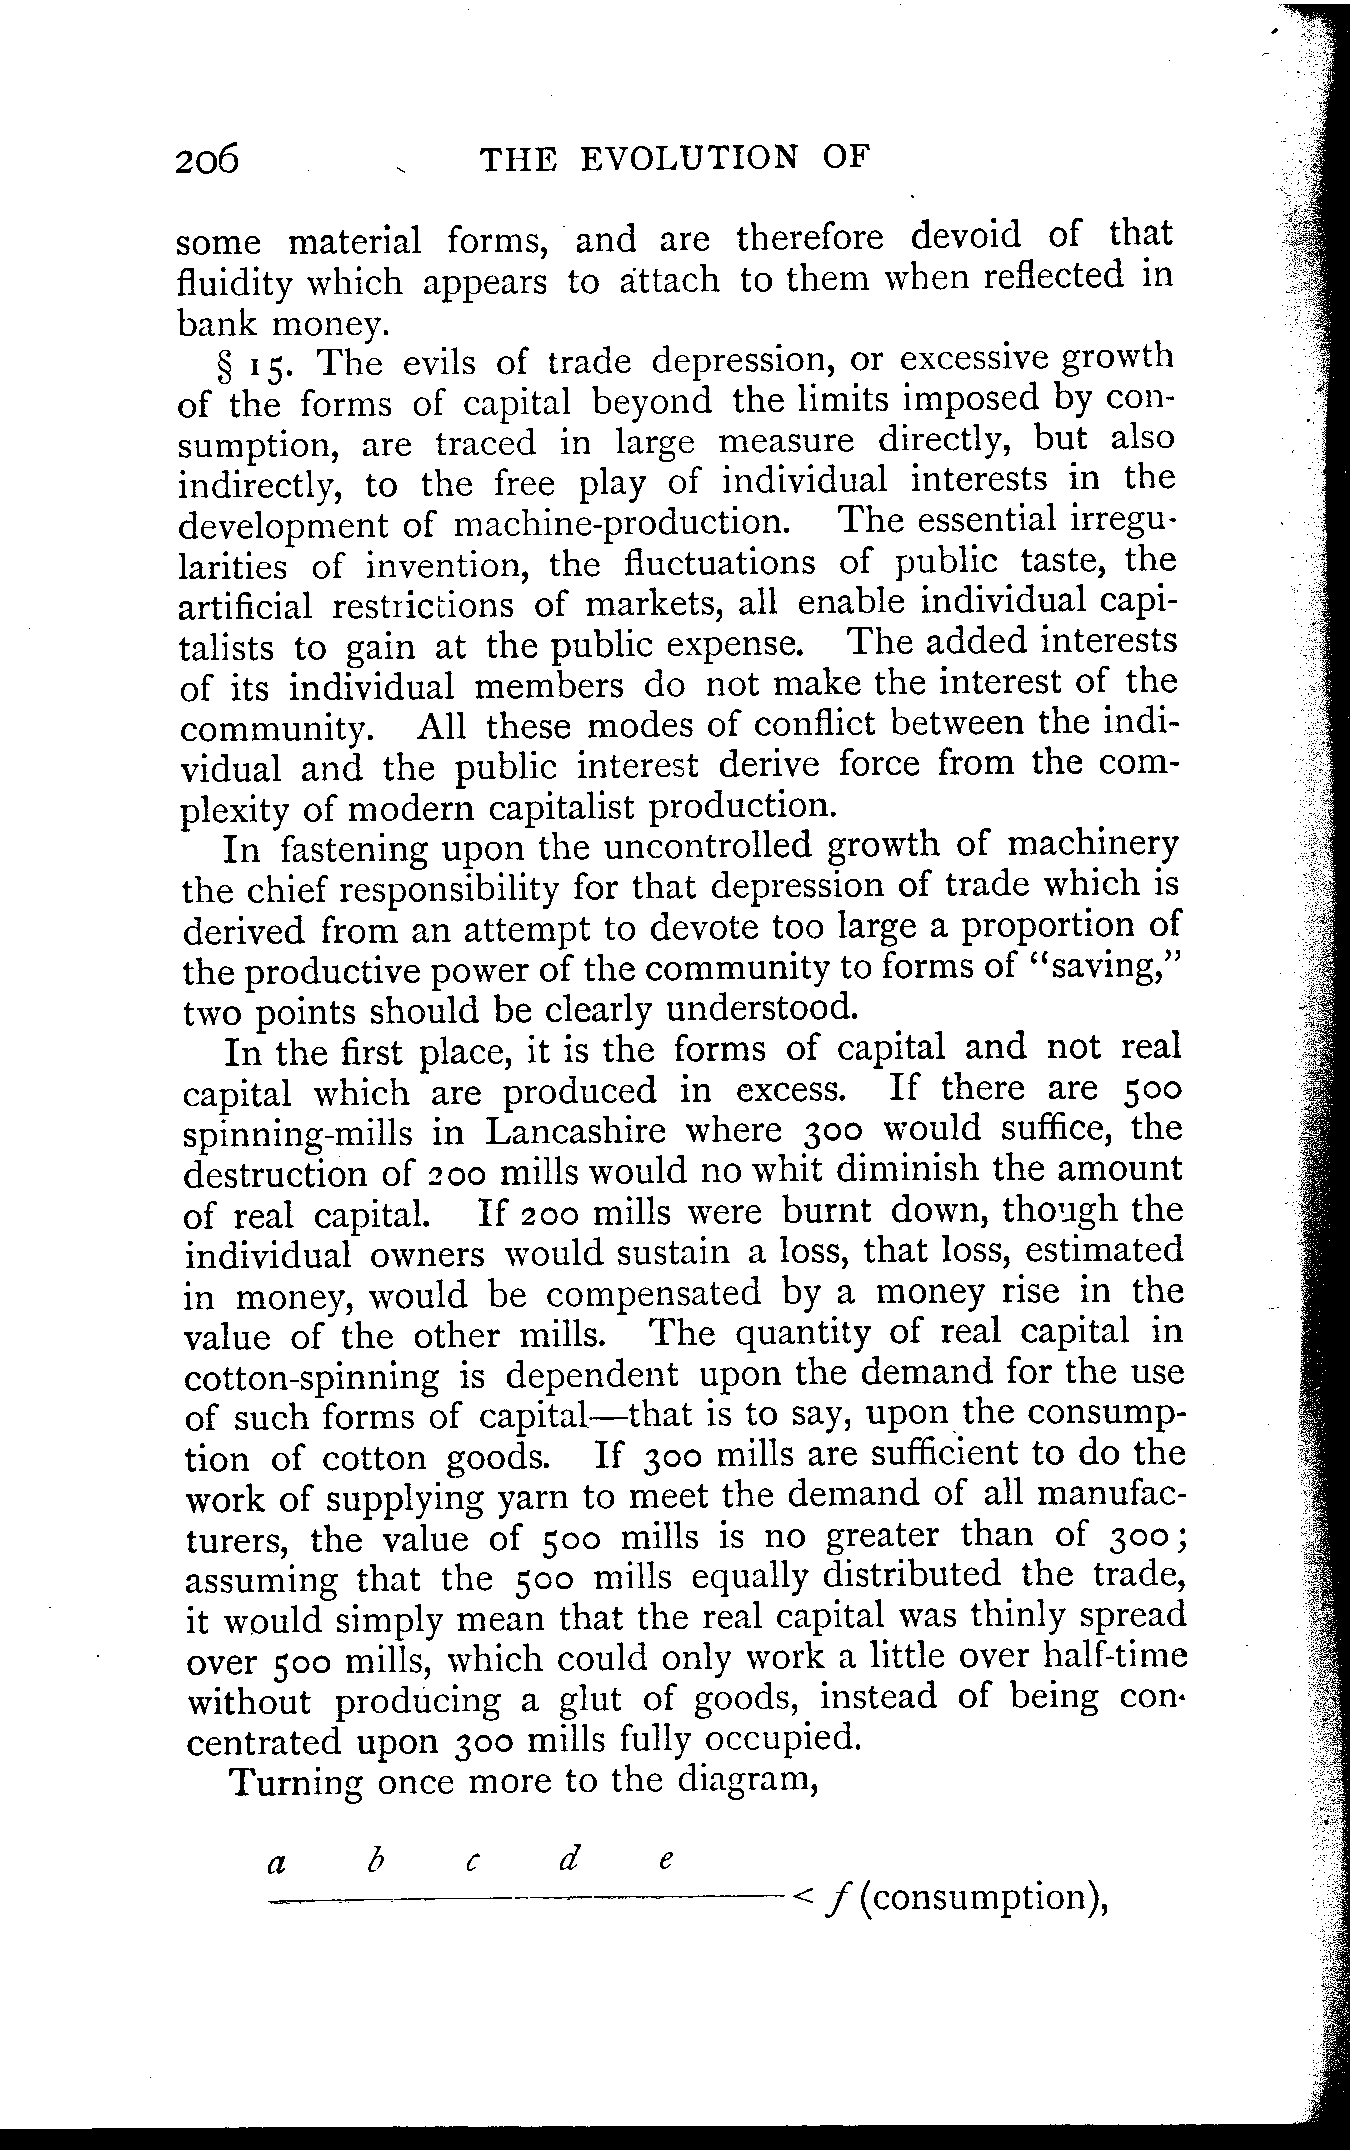 206 THE EVOLUTION OF
some material forms, and are therefore devoid of that
fluidity which appears to attach to them when reflected in
bank money.
§ 15. The evils of trade depression, or excessive growth
of the forms of capital beyond the limits imposed by con-
sumption, are traced in large measure directly, but also
indirectly, to the free play of individual interests in the
development of machine-production. The essential irregu-
larities of invention, the fluctuations of public taste, the
artificial restrictions of markets, all enable individual capi-
talists to gain at the public expense. The added interests
of its individual members do not make the interest of the
community. All these modes of conflict between the indi-
vidual and the public interest derive force from the com-
plexity of modern capitalist production.
In fastening upon the uncontrolled growth of machinery
the chief responsibility for that depression of trade which is
derived from an attempt to devote too large a proportion of
the productive power of the community to forms of "saving,"
two points should be clearly understood.
In the first place, it is the forms of capital and not real
capital which are produced in excess. If there are 500
spinning-mills in Lancashire where 300 would suffice, the
destruction of 200 mills would no whit diminish the amount
of real capital. If 200 mills were burnt down, though the
individual owners would sustain a loss, that loss, estimated
in money, would be compensated by a money rise in the
value of the other mills. The quantity of real capital in
cotton-spinning is dependent upon the demand for the use
of such forms of capital—that is to say, upon the consump-
tion of cotton goods. If 300 mills are sufficient to do the
work of supplying yarn to meet the demand of all manufac-
turers, the value of 500 mills is no greater than of 300;
assuming that the 500 mills equally distributed the trade,
it would simply mean that the real capital was thinly spread
over 500 mills, which could only work a little over half-time
without producing a glut of goods, instead of being con-
centrated upon 300 mills fully occupied.
Turning once more to the diagram,
a b c d e
< f (consumption),